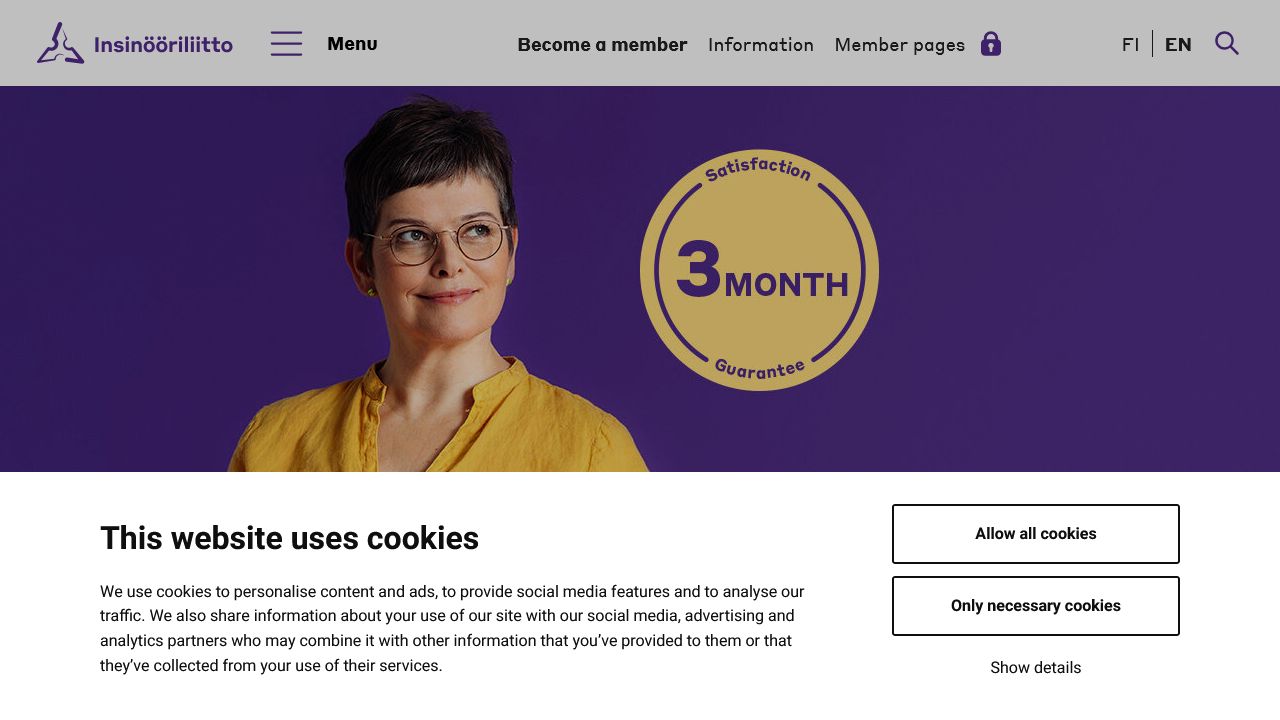 Insinööriliitto
Menu
Become a member
Information
Member pages
FI
EN
Satisfaction
3 MONTH
Guarantee
This website uses cookies
We use cookies to personalise content and ads, to provide social media features and to analyse our
traffic. We also share information about your use of our site with our social media, advertising and
analytics partners who may combine it with other information that you’ve provided to them or that
they’ve collected from your use of their services.
Allow all cookies
Only necessary cookies
Show details